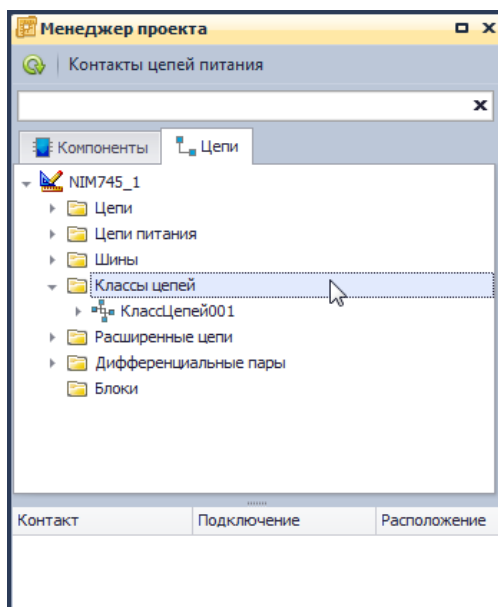 Менеджер проекта
Контакты цепей питания
Компоненты Цепи
NIM745_1
Цепи
Цепи питания
Шины
Классы цепей
КлассЦепей001
Расширенные цепи
Дифференциальные пары
Блоки
Контакт Подключение Расположение